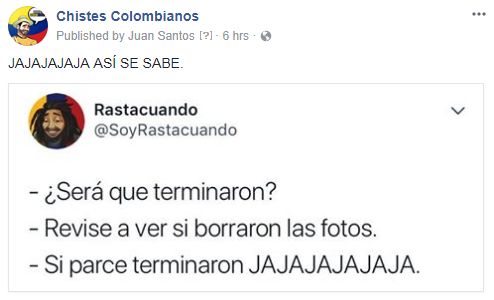 Chistes Colombianos
Published by Juan Santos [?] · 6 hrs ·
JAJAJAJAJA ASÍ SE SABE.
Rastacuando
@SoyRastacuando
- ¿Será que terminaron?
- Revise a ver si borraron las fotos.
- Si parce terminaron JAJAJAJAJAJA.